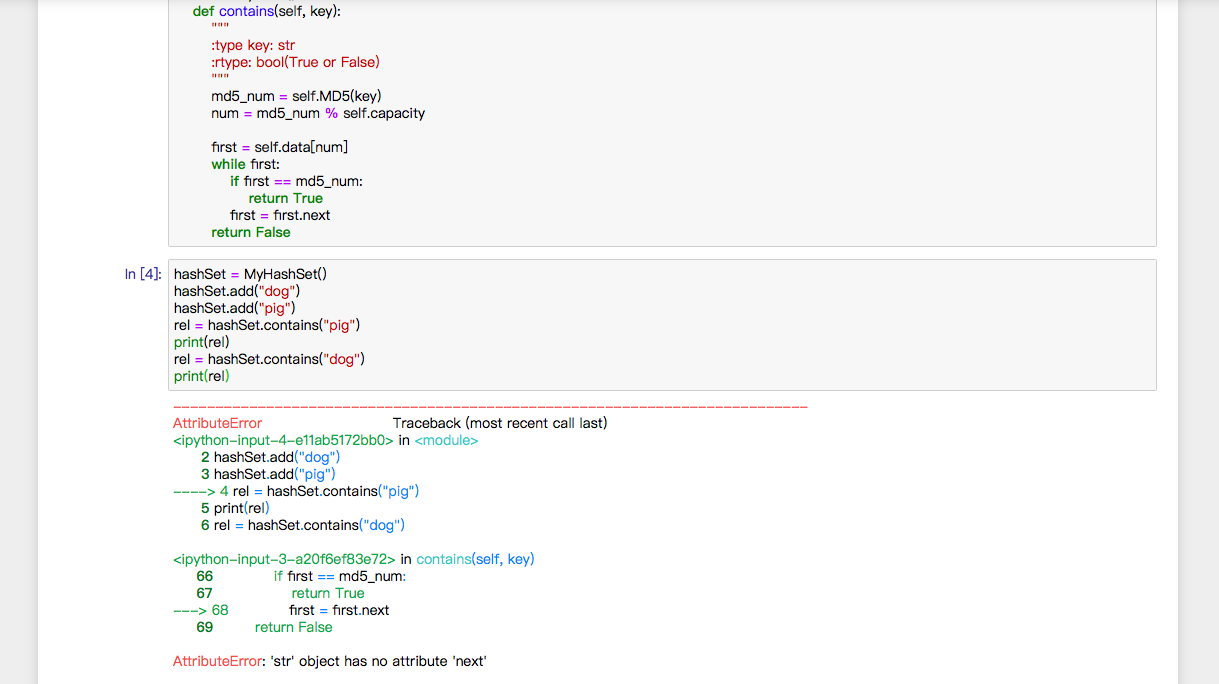 def contains(self, key):
"""
:type key: str
:rtype: bool(True or False)
"""
md5_num = self.MD5(key)
num = md5_num % self.capacity
first = self.data[num]
while first:
if first == md5_num:
return True
first = first.next
return False
In [4]: hashSet = MyHashSet()
hashSet.add("dog")
hashSet.add("pig")
rel = hashSet.contains("pig")
print(rel)
rel = hashSet.contains("dog")
print(rel)
---------------------------------------------------------------------------
AttributeError Traceback (most recent call last)
<ipython-input-4-e11ab5172bb0> in <module>
2 hashSet.add("dog")
3 hashSet.add("pig")
----> 4 rel = hashSet.contains("pig")
5 print(rel)
6 rel = hashSet.contains("dog")
<ipython-input-3-a20f6ef83e72> in contains(self, key)
66 if first == md5_num:
67 return True
---> 68 first = first.next
69 return False
AttributeError: 'str' object has no attribute 'next'